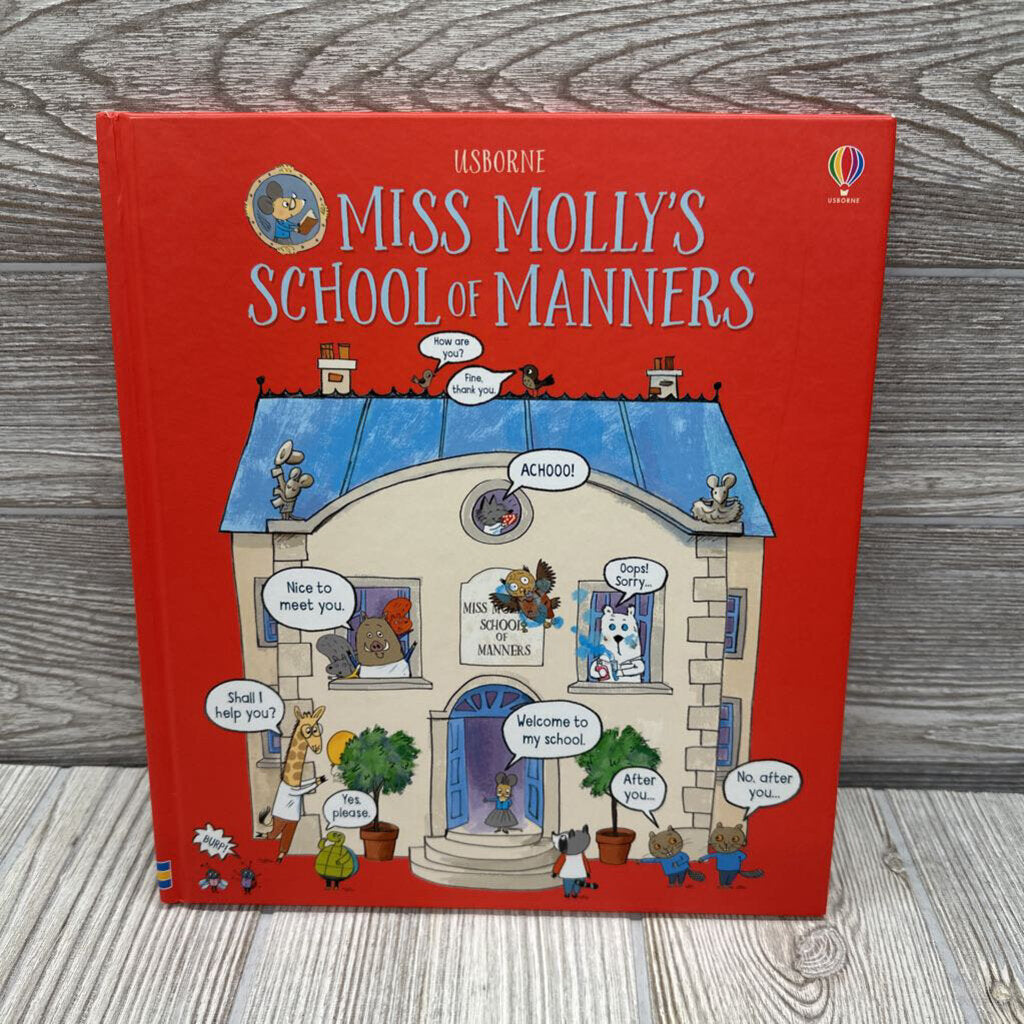 USBORNE
USBORNE
MISS MOLLY'S
SCHOOL OF MANNERS
How are
you?
Fine,
thank you.
ACHOOO!
Oops!
Sorry...
Nice to
meet you.
MISS
SCHOOL
OF
MANNERS
Shall I
help you?
Welcome to
my school.
After
you...
No, after
you...
Yes,
please.
BURP!